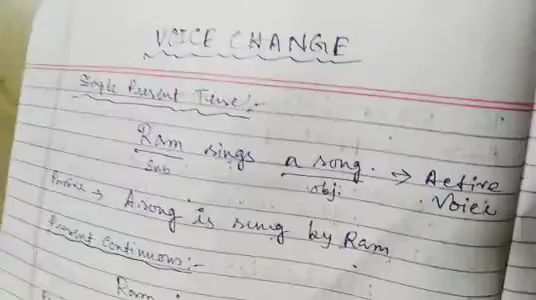 VOICE CHANGE
Simple Present Tense:-
Ram sings a song. → Active
Sub obj. Voice
Passive → A song is sung by Ram
Present Continuous:-
Ram